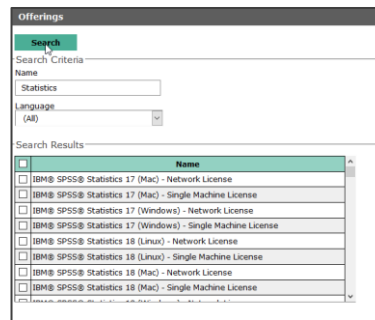 Offerings
Search
Search Criteria
Name
Statistics
Language
(All)
Search Results
Name
IBM® SPSS® Statistics 17 (Mac) - Network License
IBM® SPSS® Statistics 17 (Mac) - Single Machine License
IBM® SPSS® Statistics 17 (Windows) - Network License
IBM® SPSS® Statistics 17 (Windows) - Single Machine License
IBM® SPSS® Statistics 18 (Linux) - Network License
IBM® SPSS® Statistics 18 (Linux) - Single Machine License
IBM® SPSS® Statistics 18 (Mac) - Network License
IBM® SPSS® Statistics 18 (Mac) - Single Machine License